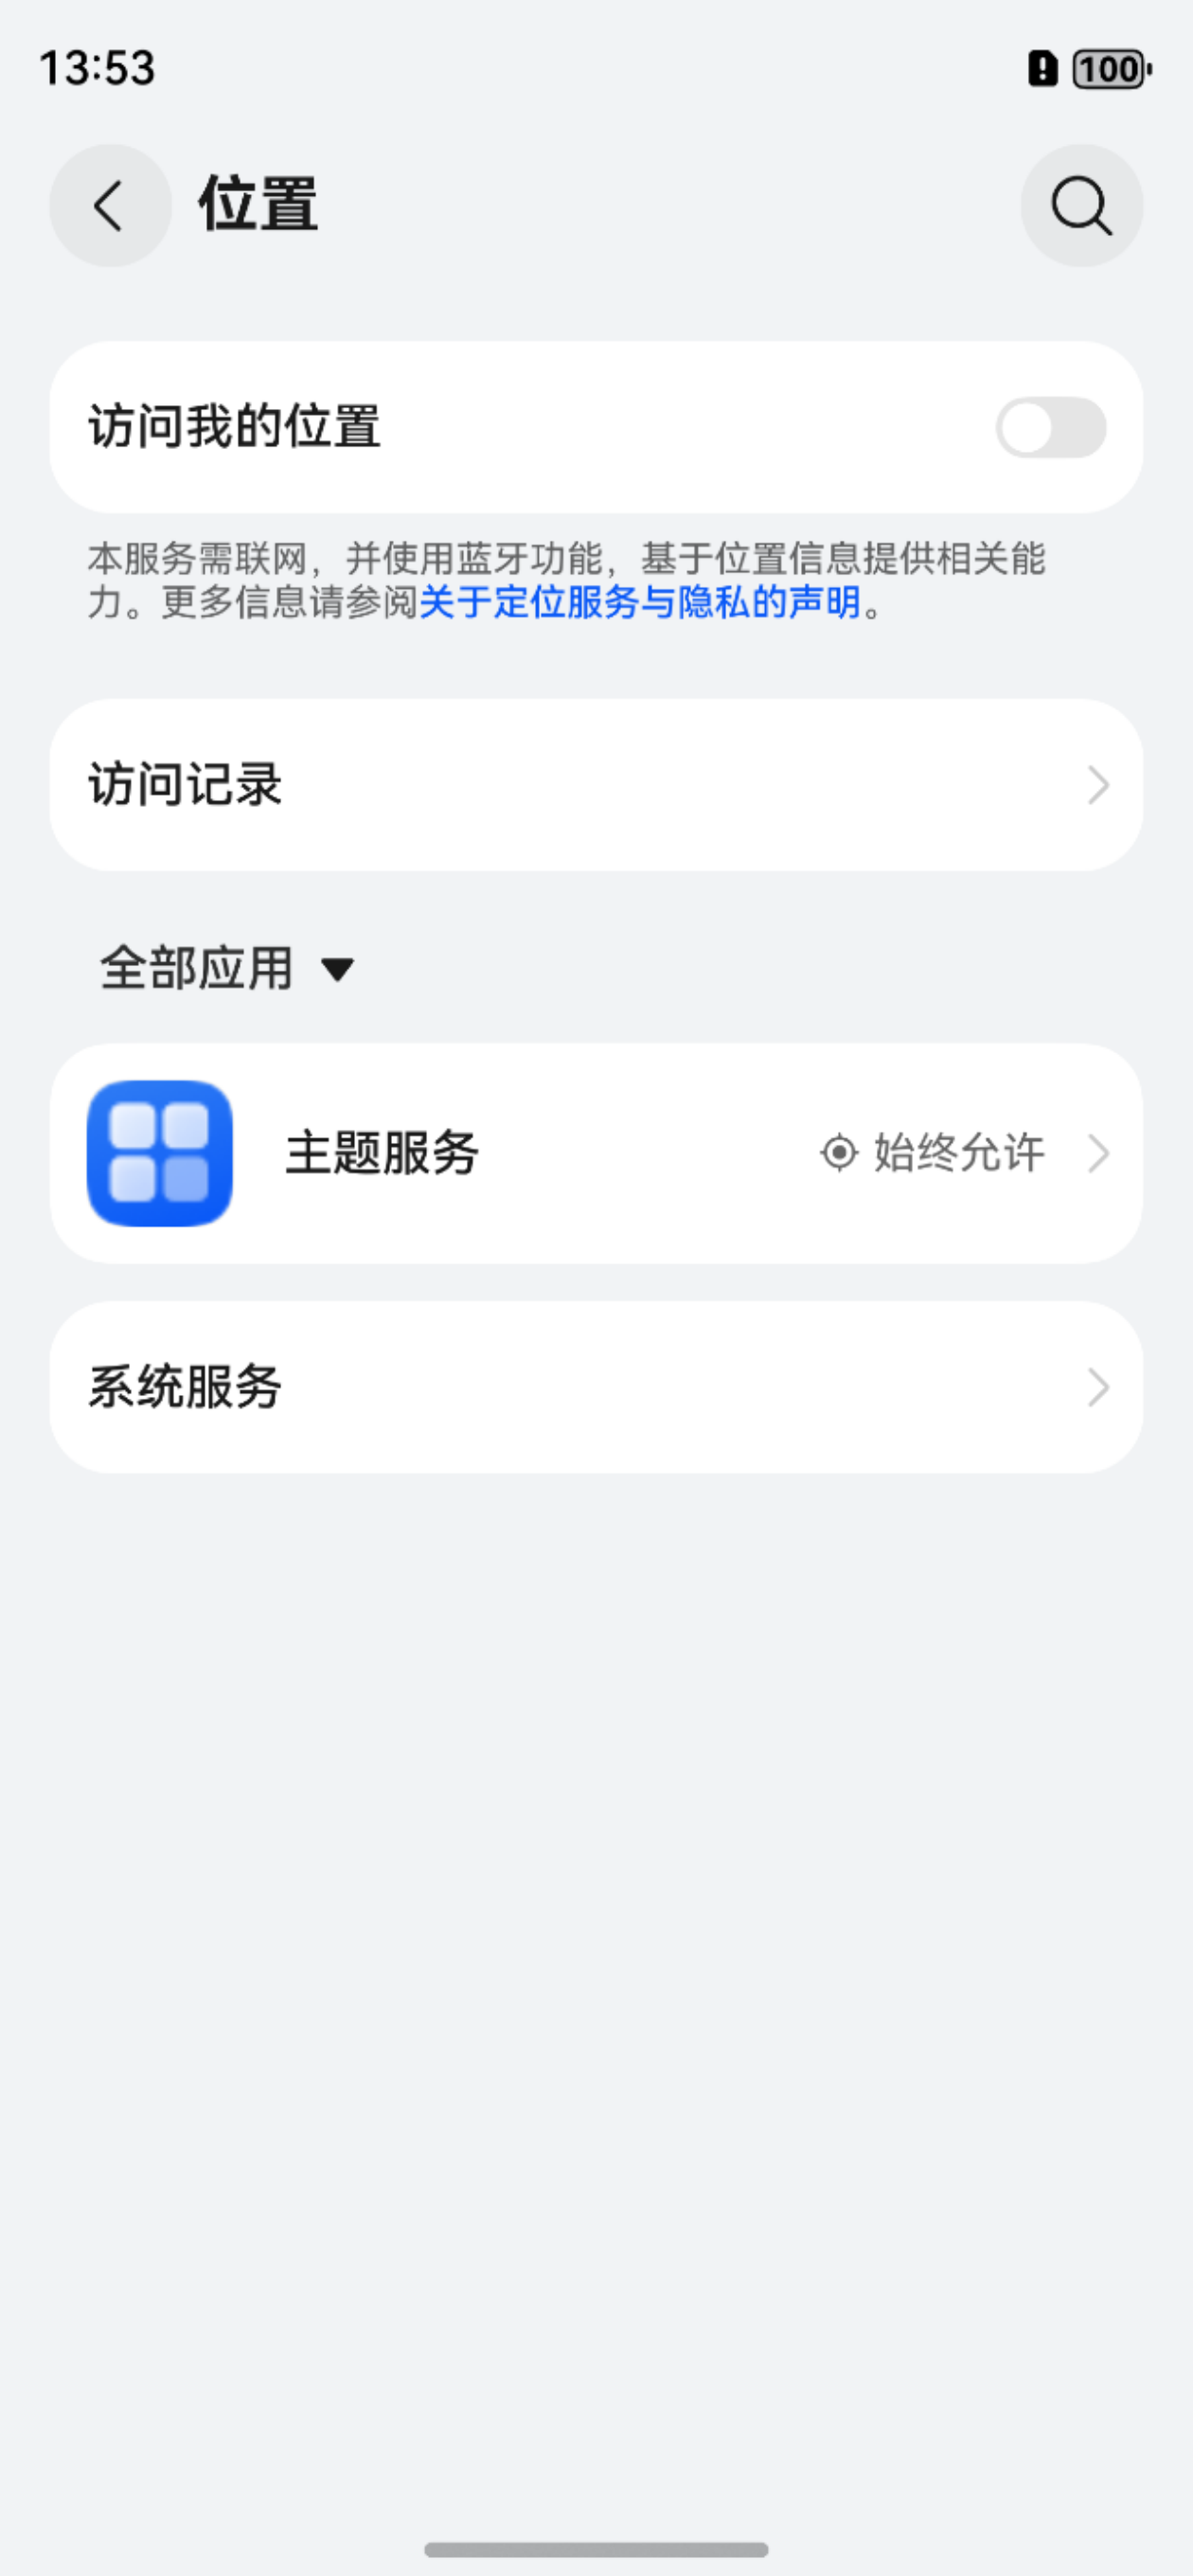 13:53
100
位置
访问我的位置
本服务需联网，并使用蓝牙功能，基于位置信息提供相关能
力。更多信息请参阅关于定位服务与隐私的声明。
访问记录
全部应用
主题服务
始终允许
系统服务